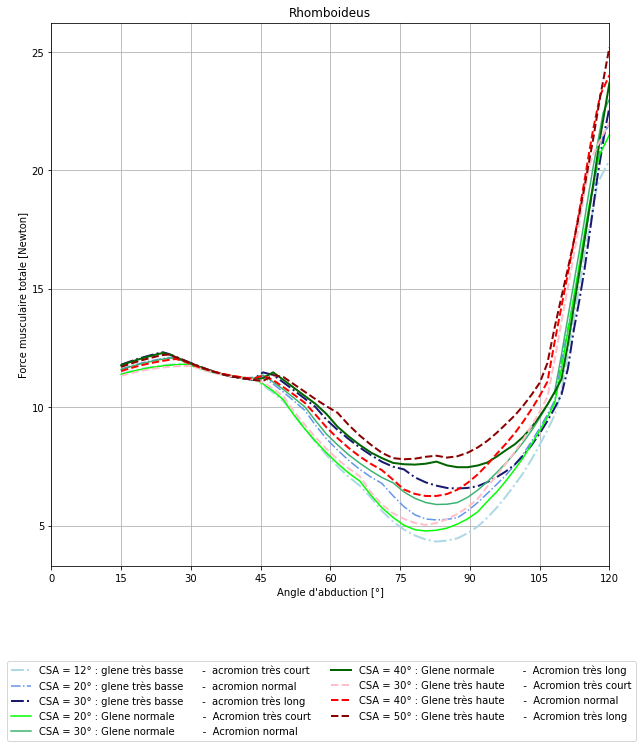 Rhomboideus
25
20
15
10
5
Force musculaire totale [Newton]
0 15 30 45 60 75 90 105 120
Angle d'abduction [°]
CSA = 12° : glene très basse - acromion très court
CSA = 20° : glene très basse - acromion normal
CSA = 30° : glene très basse - acromion très long
CSA = 20° : Glene normale - Acromion très court
CSA = 30° : Glene normale - Acromion normal
CSA = 40° : Glene normale - Acromion très long
CSA = 30° : Glene très haute - Acromion très court
CSA = 40° : Glene très haute - Acromion normal
CSA = 50° : Glene très haute - Acromion très long